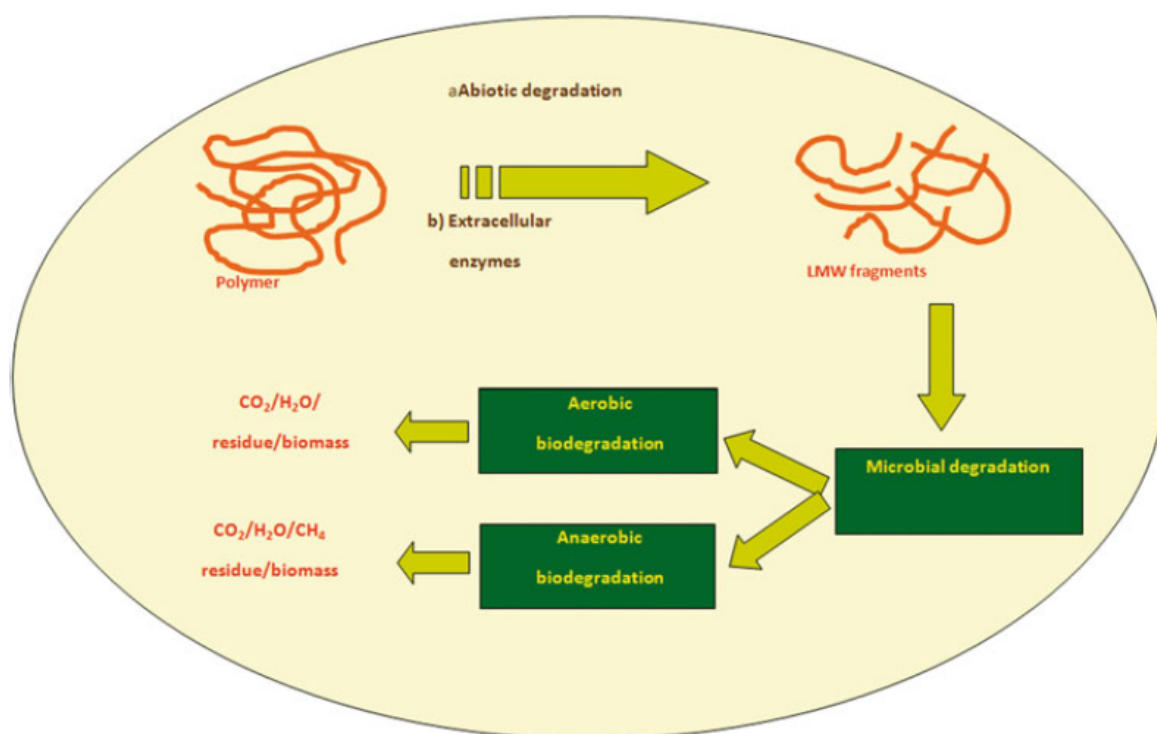 aAbiotic degradation
b) Extracellular
enzymes
Polymer
LMW fragments
CO₂/H₂O/
residue/biomass
Aerobic
biodegradation
Microbial degradation
CO₂/H₂O/CH₄
residue/biomass
Anaerobic
biodegradation